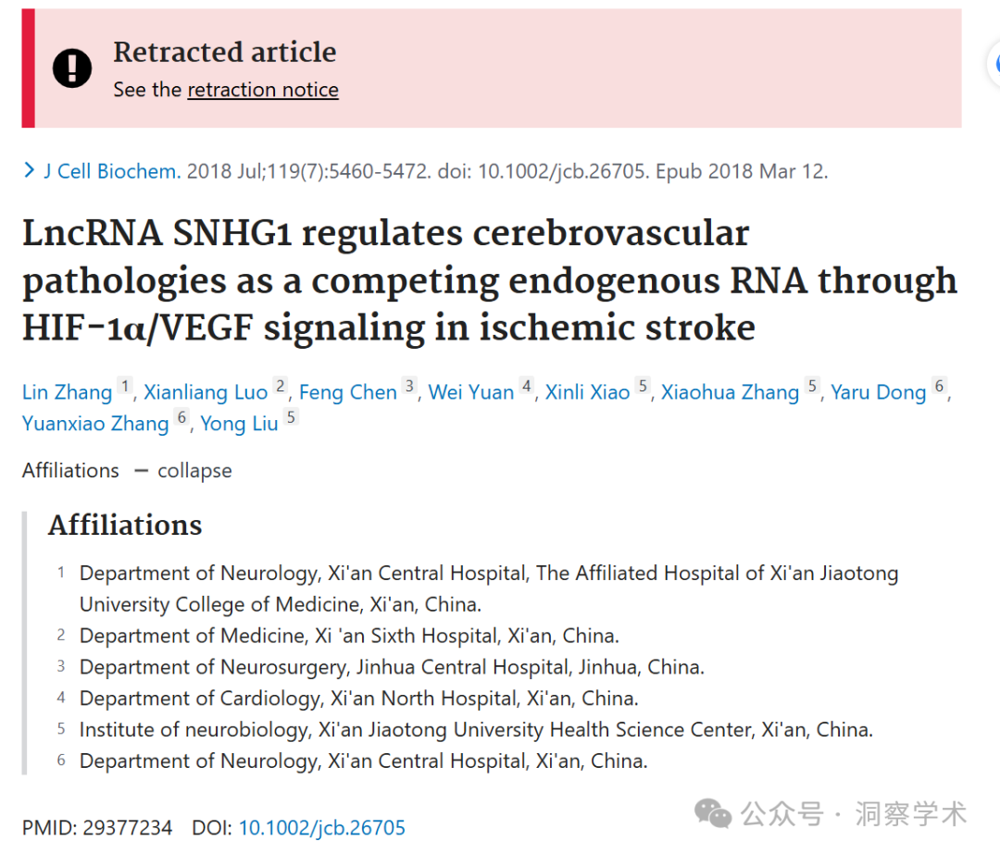 Retracted article
See the retraction notice
J Cell Biochem. 2018 Jul;119(7):5460-5472. doi: 10.1002/jcb.26705. Epub 2018 Mar 12.
LncRNA SNHG1 regulates cerebrovascular
pathologies as a competing endogenous RNA through
HIF-1α/VEGF signaling in ischemic stroke
Lin Zhang 1, Xianliang Luo 2, Feng Chen 3, Wei Yuan 4, Xinli Xiao 5, Xiaohua Zhang 5, Yaru Dong 6,
Yuanxiao Zhang 6, Yong Liu 5
Affiliations — collapse
Affiliations
1 Department of Neurology, Xi'an Central Hospital, The Affiliated Hospital of Xi'an Jiaotong
University College of Medicine, Xi'an, China.
2 Department of Medicine, Xi 'an Sixth Hospital, Xi'an, China.
3 Department of Neurosurgery, Jinhua Central Hospital, Jinhua, China.
4 Department of Cardiology, Xi'an North Hospital, Xi'an, China.
5 Institute of neurobiology, Xi'an Jiaotong University Health Science Center, Xi'an, China.
6 Department of Neurology, Xi'an Central Hospital, Xi'an, China.
PMID: 29377234 DOI: 10.1002/jcb.26705
公众号 · 洞察学术